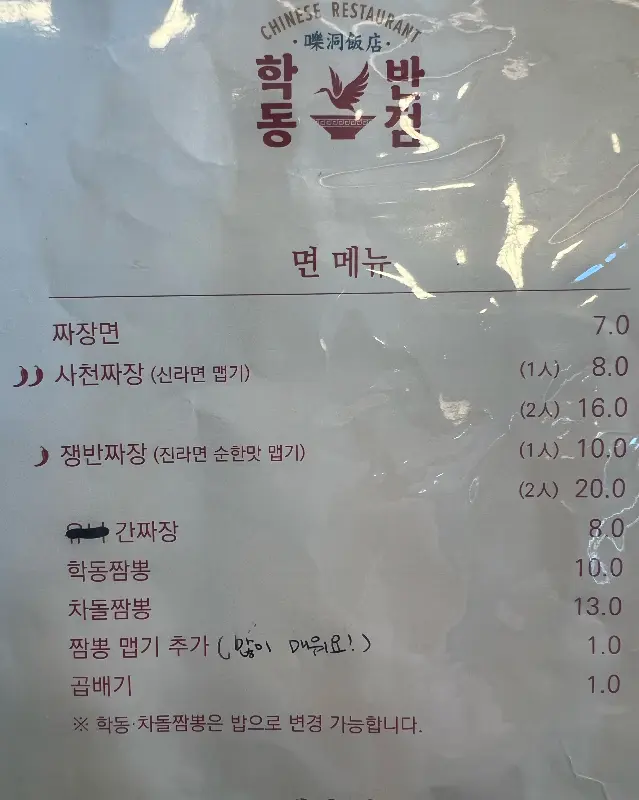 CHINESE RESTAURANT
飯店
학동 반점
면 메뉴
짜장면 7.0
사천짜장 (신라면 맵기) (1人) 8.0
(2人) 16.0
쟁반짜장 (진라면 순한맛 맵기) (1人) 10.0
(2人) 20.0
간짜장 8.0
학동짬뽕 10.0
차돌짬뽕 13.0
짬뽕 맵기 추가 (많이 매워요!) 1.0
곱배기 1.0
※ 학동·차돌짬뽕은 밥으로 변경 가능합니다.